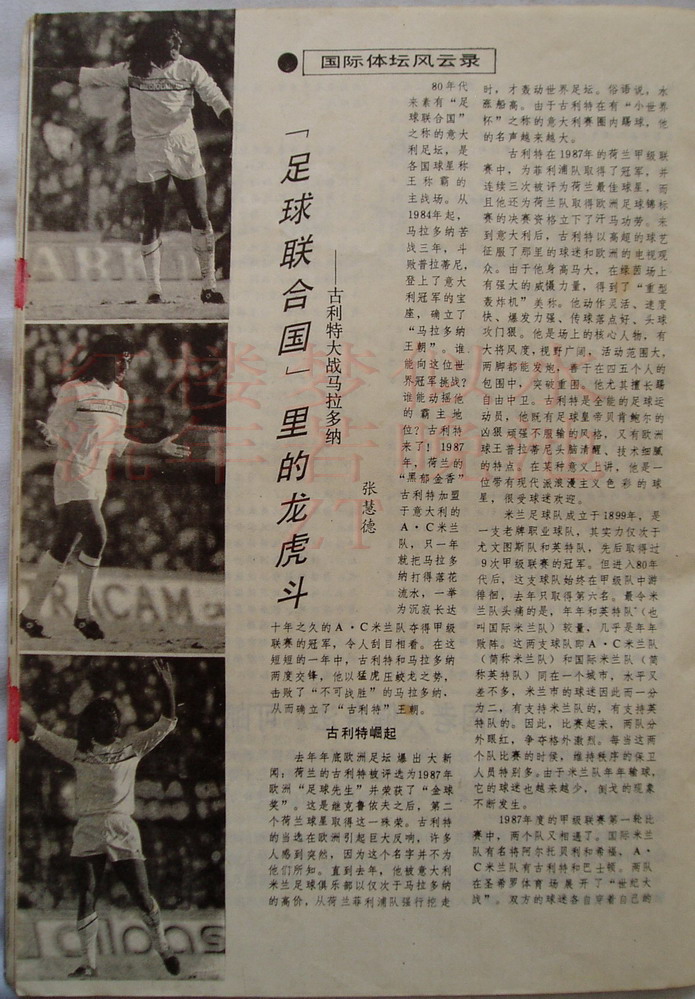 国际体坛风云录
「足球联合国」里的龙虎斗
——古利特大战马拉多纳
张慧德
80年代
来素有“足
球联合国”
之称的意大
利足坛，是
各国球星称
王称霸的
主战场。从
1984年起，
马拉多纳苦
战三年，斗
败普拉蒂尼，
登上了意大
利冠军的宝
座，确立了
“马拉多纳
王朝”。谁
能向这位世
界冠军挑战？
谁能动摇他
的霸主地
位？古利特
来了！1987
年，荷兰的
“黑郁金香”
古利特加盟
于意大利的
A·C米兰
队，只一年
就把马拉多
纳打得落花
流水，一举
为沉寂长达
十年之久的A·C米兰队夺得甲级
联赛的冠军，令人刮目相看。在这
短短的一年中，古利特和马拉多纳
两度交锋，他以猛虎压蛟龙之势，
击败了“不可战胜”的马拉多纳，
从而确立了“古利特”王朝。
古利特崛起
去年年底欧洲足坛爆出大新
闻：荷兰的古利特被评选为1987年
欧洲“足球先生”并荣获了“金球
奖”。这是继克鲁依夫之后，第二
个荷兰球星取得这一殊荣。古利特
的当选在欧洲引起巨大反响，许多
人感到突然，因为这个名字并不为
他们所知。直到去年，他被意大利
米兰足球俱乐部以仅次于马拉多纳
的高价，从荷兰菲利浦队强行挖走
时，才轰动世界足坛。俗语说，水
涨船高。由于古利特在有“小世界
杯”之称的意大利赛圈内踢球，他
的名声越来越大。
古利特在1987年的荷兰甲级联
赛中，为菲利浦队取得了冠军，并
连续三次被评为荷兰最佳球星，而
且他还为荷兰队取得欧洲足球锦标
赛的决赛资格立下了汗马功劳。来
到意大利后，古利特以高超的球艺
征服了那里的球迷和欧洲的电视观
众。由于他身高马大，在绿茵场上
有强大的威慑力量，得到了“重型
轰炸机”美称。他动作灵活、速度
快、爆发力强、传球落点好、头球
攻门狠。他是场上的核心人物，有
大将风度，视野广阔，活动范围大，
两脚都能发炮，善于在四五个人的
包围中，突破重围。他尤其擅长踢
自由中卫。古利特是全能的足球运
动员，他既有足球皇帝贝肯鲍尔的
凶狠顽强不服输的风格，又有欧洲
球王普拉蒂尼头脑清醒、技术细腻
的特点。在某种意义上讲，他是一
位带有现代派浪漫主义色彩的球
星，很受球迷欢迎。
米兰足球队成立于1899年，是
一支老牌职业球队，其实力仅次于
尤文图斯队和英特队，先后取得过
9次甲级联赛的冠军。但进入80年
代后，这支球队始终在甲级队中游
徘徊，去年只取得第六名。最令米
兰队头痛的是，年年和英特队（也
叫国际米兰队）较量，几乎是年年
败阵。这两支球队即A·C米兰队
（简称米兰队）和国际米兰队（简
称英特队）同在一个城市，水平又
差不多，米兰市的球迷因此而一分
为二，有支持米兰队的，有支持英
特队的。因此，比赛起来，两队分
外眼红，争夺格外激烈。每当这两
个队比赛的时候，维持秩序的保卫
人员特别多。由于米兰队年年输球，
它的球迷也越来越少，倒戈的现象
不断发生。
1987年度的甲级联赛第一轮比
赛中，两个队又相遇了。国际米兰
队有名将阿尔托贝利和希福，A·
C米兰队有古利特和巴士顿。两队
在圣希罗体育场展开了“世纪大
战”。双方的球迷各自穿着自己的